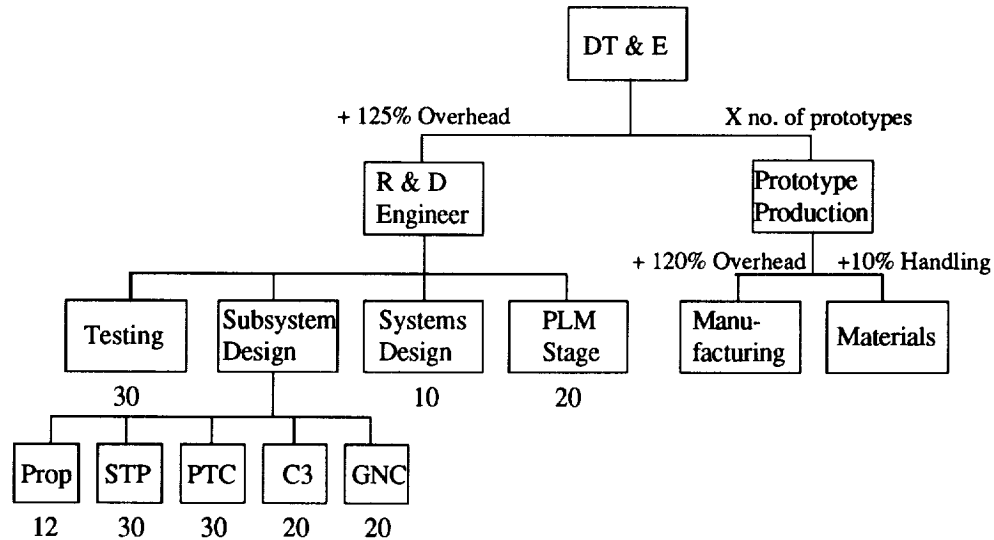 DT & E
+ 125% Overhead
X no. of prototypes
R & D
Engineer
Prototype
Production
+ 120% Overhead
+10% Handling
Testing
Subsystem
Design
Systems
Design
PLM
Stage
Manu-
facturing
Materials
30
10
20
Prop
STP
PTC
C3
GNC
12
30
30
20
20